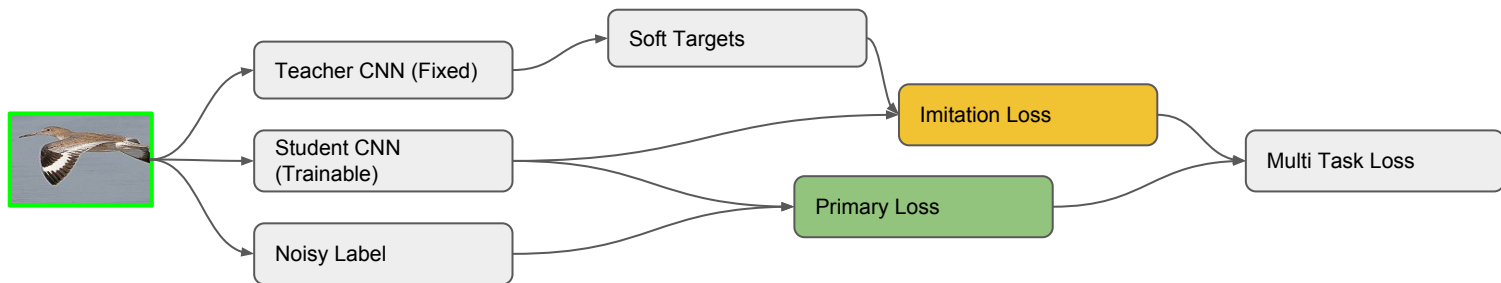 Soft Targets
Teacher CNN (Fixed)
Imitation Loss
Student CNN
(Trainable)
Multi Task Loss
Primary Loss
Noisy Label